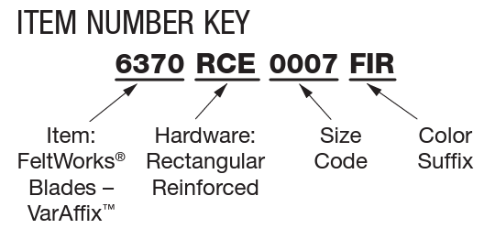 ITEM NUMBER KEY
6370 RCE 0007 FIR
Item:
FeltWorks®
Blades –
VarAffix™
Hardware:
Rectangular
Reinforced
Size
Code
Color
Suffix